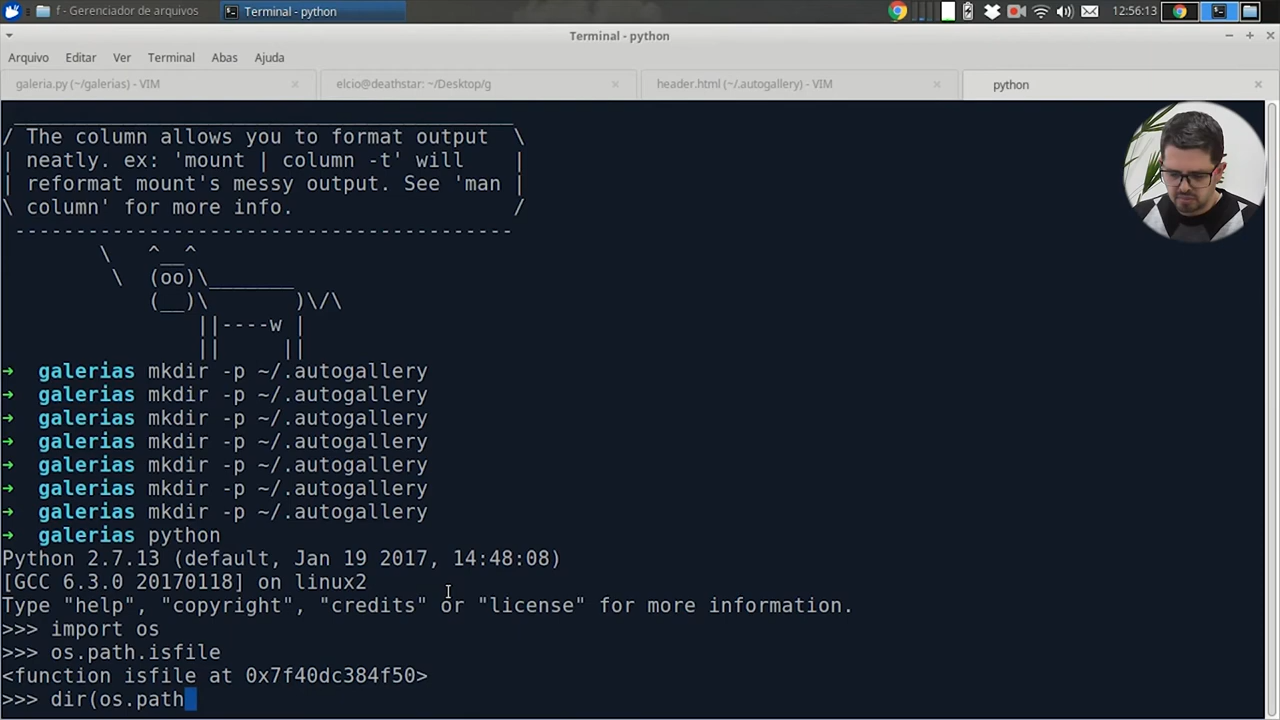 f - Gerenciador de arquivos
Terminal - python
12:56:13
Terminal - python
Arquivo Editar Ver Terminal Abas Ajuda
galeria.py (~/galerias) - VIM
elcio@deathstar: ~/Desktop/g
header.html (~/.autogallery) - VIM
python
 _________________________________________
/ The column allows you to format output  \
| neatly. ex: 'mount | column -t' will    |
| reformat mount's messy output. See 'man |
\ column' for more info.                  /
 -----------------------------------------
        \   ^__^
         \  (oo)\_______
            (__)\       )\/\
                ||----w |
                ||     ||
➜  galerias mkdir -p ~/.autogallery
➜  galerias mkdir -p ~/.autogallery
➜  galerias mkdir -p ~/.autogallery
➜  galerias mkdir -p ~/.autogallery
➜  galerias mkdir -p ~/.autogallery
➜  galerias mkdir -p ~/.autogallery
➜  galerias mkdir -p ~/.autogallery
➜  galerias python
Python 2.7.13 (default, Jan 19 2017, 14:48:08)
[GCC 6.3.0 20170118] on linux2
Type "help", "copyright", "credits" or "license" for more information.
>>> import os
>>> os.path.isfile
<function isfile at 0x7f40dc384f50>
>>> dir(os.path